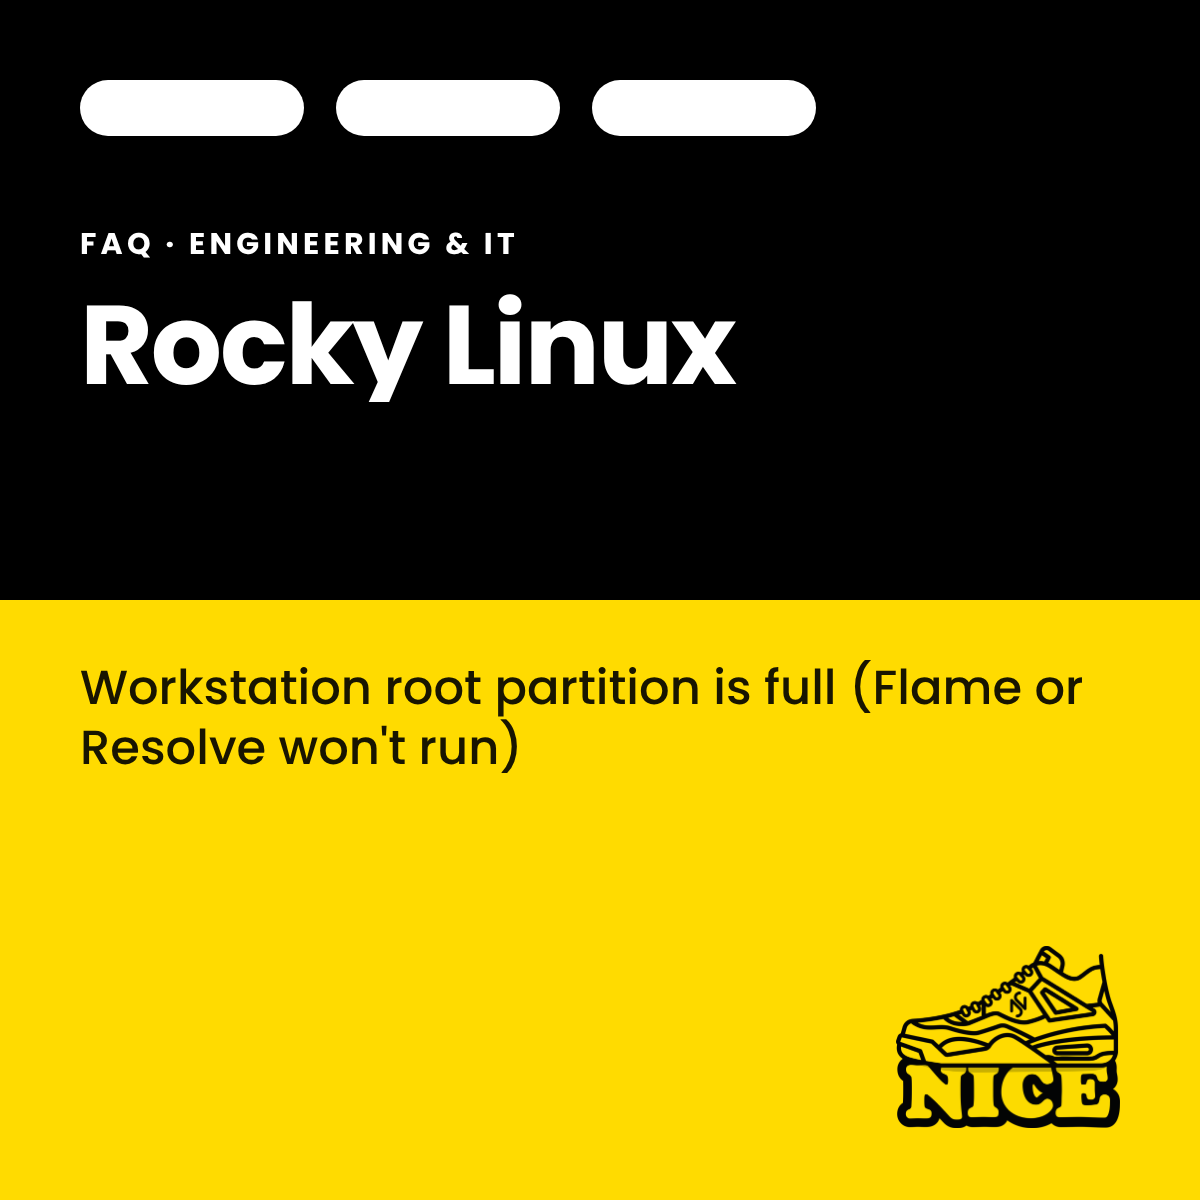 FAQ · ENGINEERING & IT
Rocky Linux
Workstation root partition is full (Flame or
Resolve won't run)
NICE